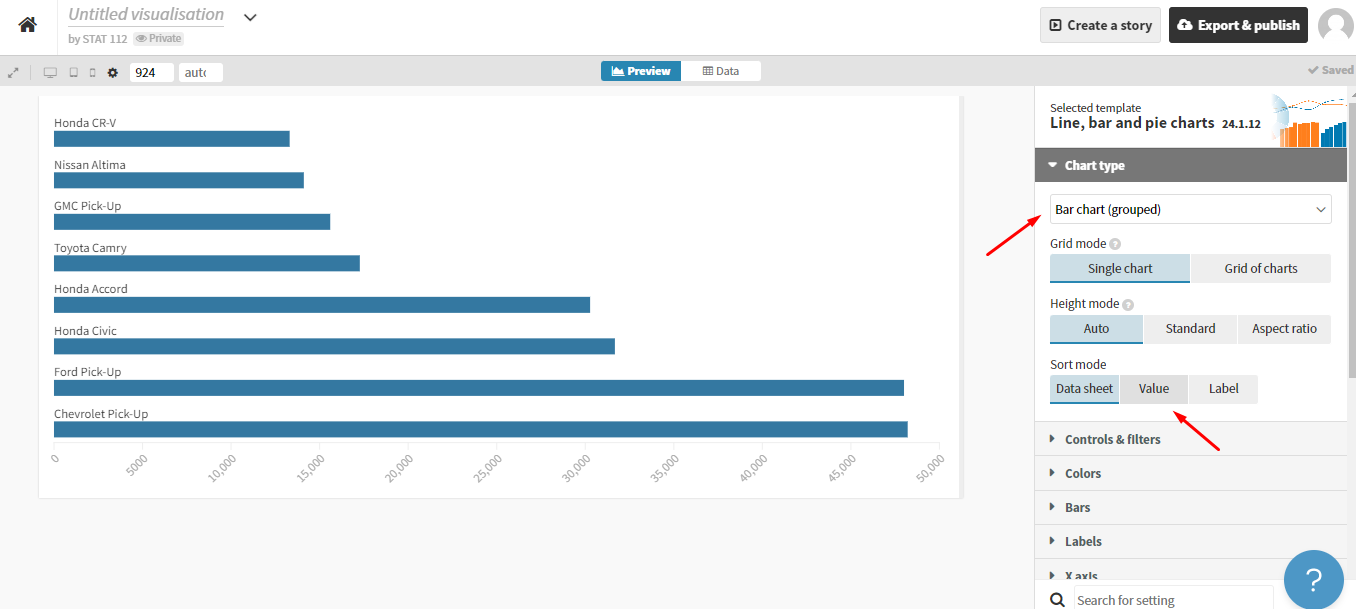 Untitled visualisation
by STAT 112 Private
Create a story
Export & publish
924
auto
Preview
Data
Saved
Honda CR-V
Nissan Altima
GMC Pick-Up
Toyota Camry
Honda Accord
Honda Civic
Ford Pick-Up
Chevrolet Pick-Up
0 5000 10,000 15,000 20,000 25,000 30,000 35,000 40,000 45,000 50,000
Selected template
Line, bar and pie charts 24.1.12
Chart type
Bar chart (grouped)
Grid mode ?
Single chart Grid of charts
Height mode ?
Auto Standard Aspect ratio
Sort mode
Data sheet Value Label
Controls & filters
Colors
Bars
Labels
X axis
Search for setting
?